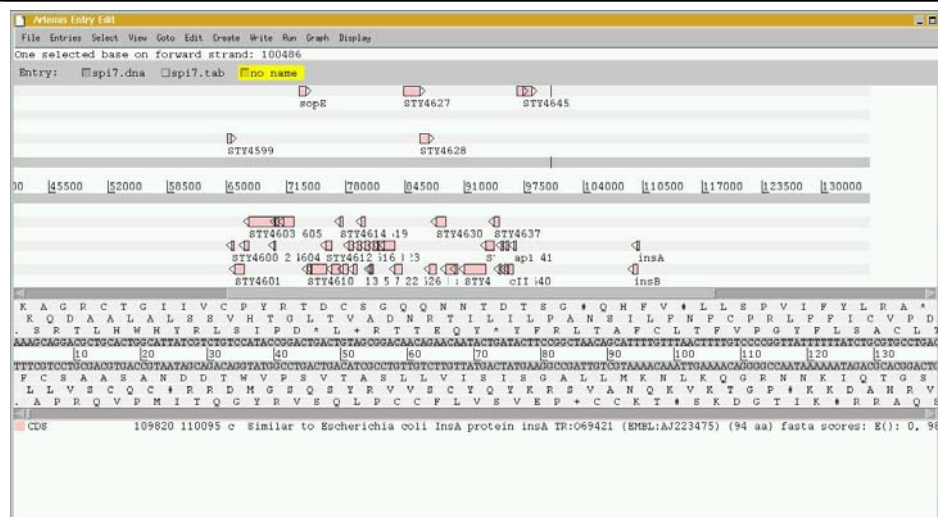 Artemis Entry Edit
File Entries Select View Goto Edit Create Write Run Graph Display
One selected base on forward strand: 100486
Entry: spi7.dna spi7.tab no name
sopE STY4627 STY4645
STY4599 STY4628
45500 52000 58500 65000 71500 78000 84500 91000 97500 104000 110500 117000 123500 130000
STY4603 605 STY4614 STY4630 STY4637
STY4600 STY4612 insA
STY4601 STY4610 STY4 cII insB
K A G R C T G I I V C P Y R T D C S G Q Q N N T D T S G # Q H F V # L L S P V I F Y L R A *
K Q D A A L A L S S V H T G L T V A D N R T I L I L P A N S I L F N F C P R L F F I C V P D
. S R T L H W H Y R L S I P D * L + R T T E Q Y * Y F R L T A F C L T F V P G Y F L S A C L T
10 20 30 40 50 60 70 80 90 100 110 120 130
F C S A A S A N D D T W V P S V T A S L L V I S I S G A L L M K N L K Q G R N N K I Q T G S
L L V S C Q C # R R D M G S Q S Y R V S C Y Q Y K R S V A N Q K V K T G P # K K D A H R V
. A P R Q V P M I T Q G Y R V S Q L P C C F L V S V E P + C C K T # S K D G T I K # R R A Q S
CDS 109820 110095 c Similar to Escherichia coli InsA protein insA TR:O69421 (EMBL:AJ223475) (94 aa) fasta scores: E(): 0, 98